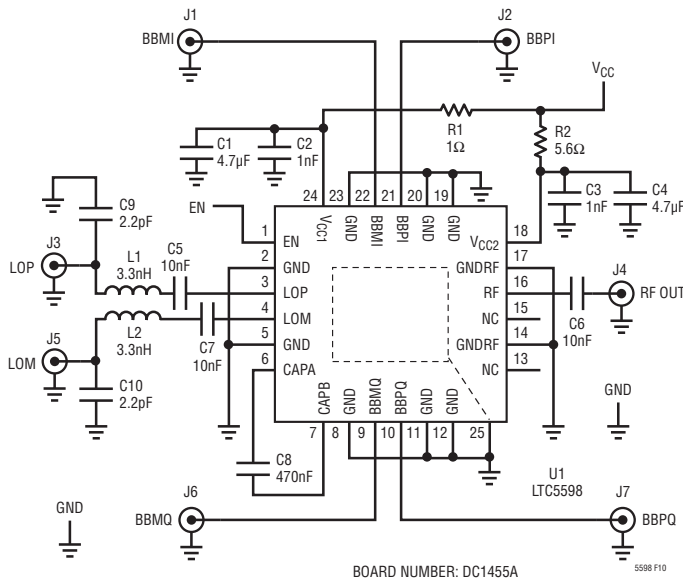 J1
BBMI
J2
BBPI
VCC
R1
1Ω
R2
5.6Ω
C1
4.7µF
C2
1nF
C3
1nF
C4
4.7µF
24 23 22 21 20 19
VCC1 GND BBMI BBPI GND GND
EN
1 EN
2 GND
3 LOP
4 LOM
5 GND
6 CAPA
VCC2 18
GNDRF 17
RF 16
NC 15
GNDRF 14
NC 13
C9
2.2pF
J3
LOP
L1
3.3nH
C5
10nF
J5
LOM
L2
3.3nH
C7
10nF
C10
2.2pF
J4
RF OUT
C6
10nF
CAPB GND BBMQ BBPQ GND GND
7 8 9 10 11 12 25
C8
470nF
GND
U1
LTC5598
GND
J6
BBMQ
J7
BBPQ
BOARD NUMBER: DC1455A
5598 F10